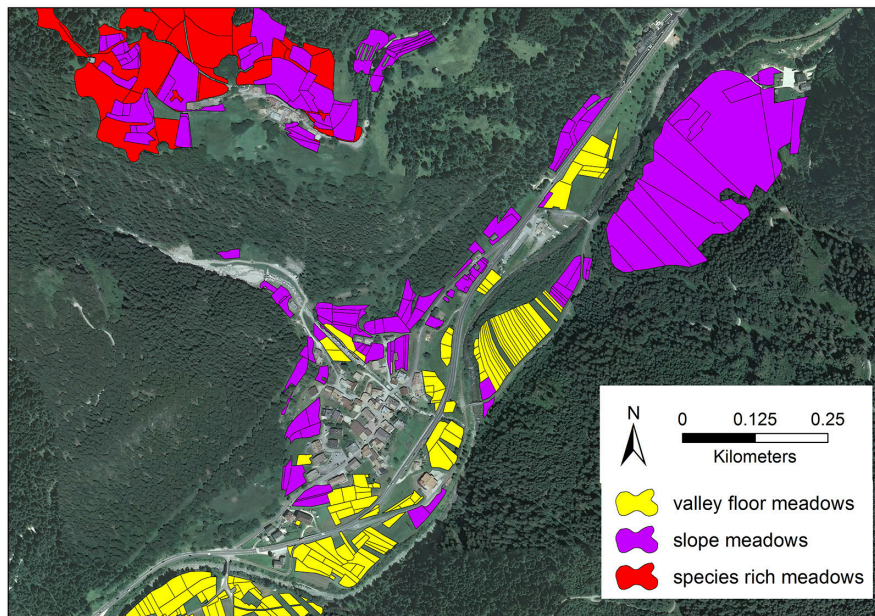 N
0 0.125 0.25
Kilometers
valley floor meadows
slope meadows
species rich meadows